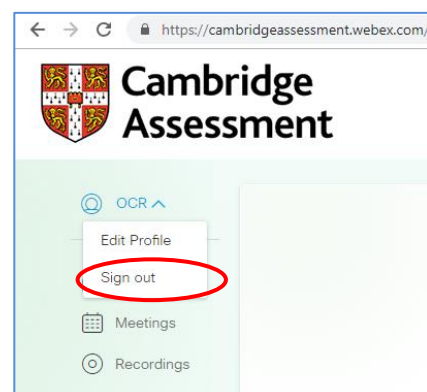 https://cambridgeassessment.webex.com/
Cambridge
Assessment
OCR
Edit Profile
Sign out
Meetings
Recordings